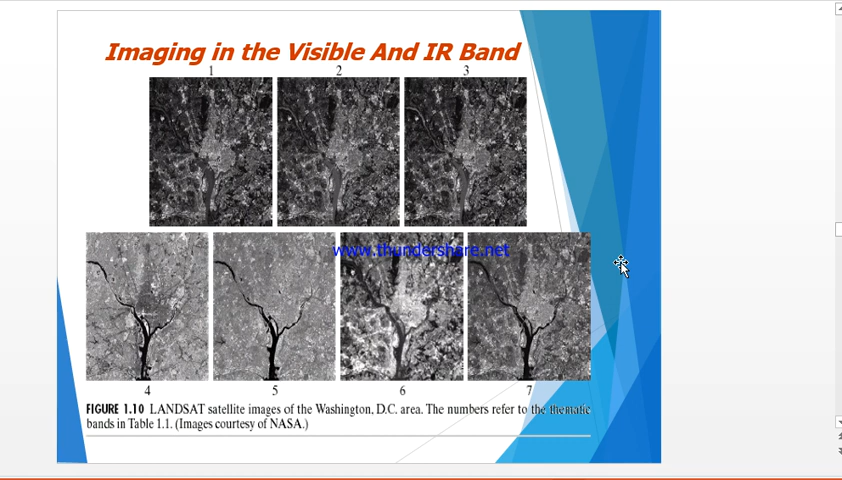 Imaging in the Visible And IR Band
1 2 3
www.thundershare.net
4 5 6 7
FIGURE 1.10 LANDSAT satellite images of the Washington, D.C. area. The numbers refer to the thematic
bands in Table 1.1. (Images courtesy of NASA.)